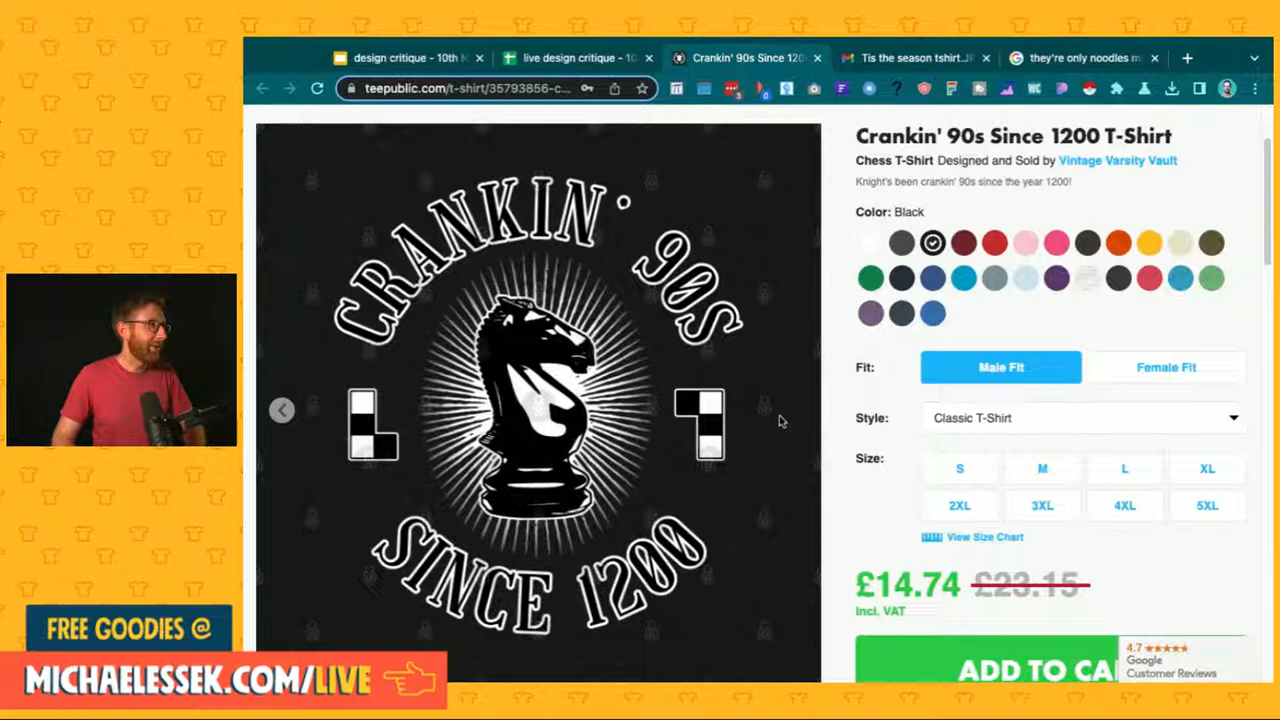 design critique - 10th N
live design critique - 10
Crankin' 90s Since 120
Tis the season tshirt.JP
they're only noodles m
teepublic.com/t-shirt/35793856-c...
CRANKIN' 90S
SINCE 1200
Crankin' 90s Since 1200 T-Shirt
Chess T-Shirt Designed and Sold by Vintage Varsity Vault
Knight's been crankin' 90s since the year 1200!
Color: Black
Fit: Male Fit Female Fit
Style: Classic T-Shirt
Size: S M L XL
2XL 3XL 4XL 5XL
View Size Chart
£14.74 £23.15
Incl. VAT
ADD TO CA
4.7 ★★★★★
Google
Customer Reviews
FREE GOODIES @
MICHAELESSEK.COM/LIVE